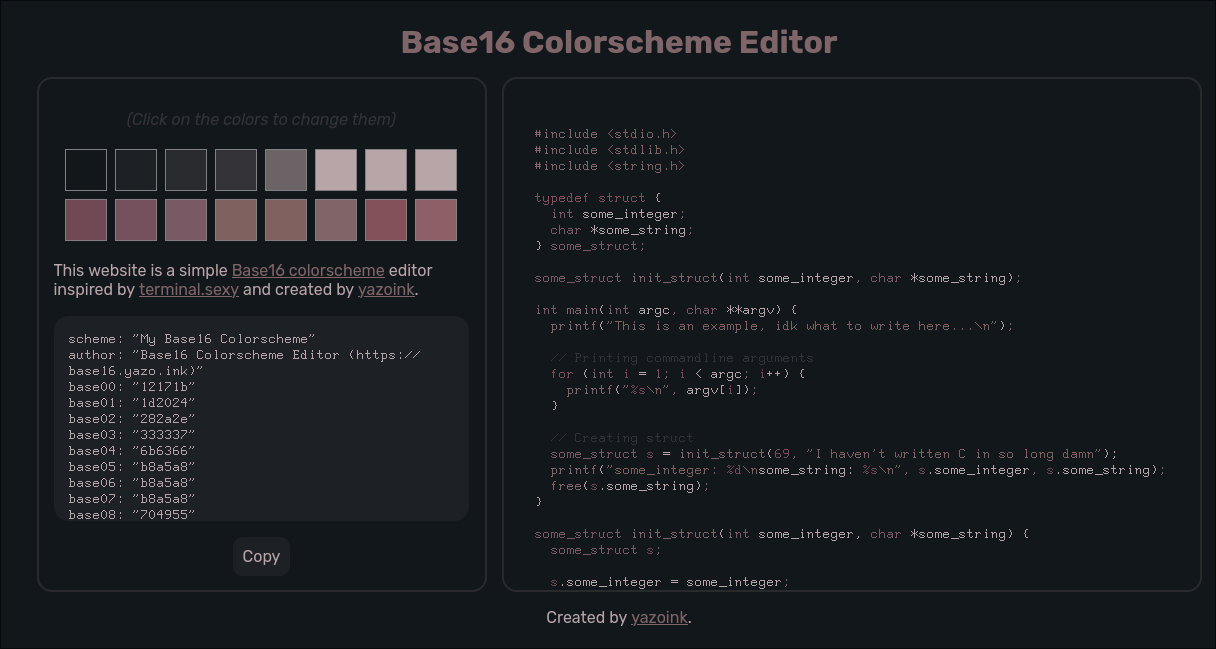 Base16 Colorscheme Editor
(Click on the colors to change them)
This website is a simple Base16 colorscheme editor
inspired by terminal.sexy and created by yazoink.
scheme: "My Base16 Colorscheme"
author: "Base16 Colorscheme Editor (https://
base16.yazo.ink)"
base00: "12171b"
base01: "1d2024"
base02: "282a2e"
base03: "333337"
base04: "6b6366"
base05: "b8a5a8"
base06: "b8a5a8"
base07: "b8a5a8"
base08: "704955"
Copy
#include <stdio.h>
#include <stdlib.h>
#include <string.h>
typedef struct {
  int some_integer;
  char *some_string;
} some_struct;
some_struct init_struct(int some_integer, char *some_string);
int main(int argc, char **argv) {
  printf("This is an example, idk what to write here...\n");
  // Printing commandline arguments
  for (int i = 1; i < argc; i++) {
    printf("%s\n", argv[i]);
  }
  // Creating struct
  some_struct s = init_struct(69, "I haven't written C in so long damn");
  printf("some_integer: %d\nsome_string: %s\n", s.some_integer, s.some_string);
  free(s.some_string);
}
some_struct init_struct(int some_integer, char *some_string) {
  some_struct s;
  s.some_integer = some_integer;
Created by yazoink.